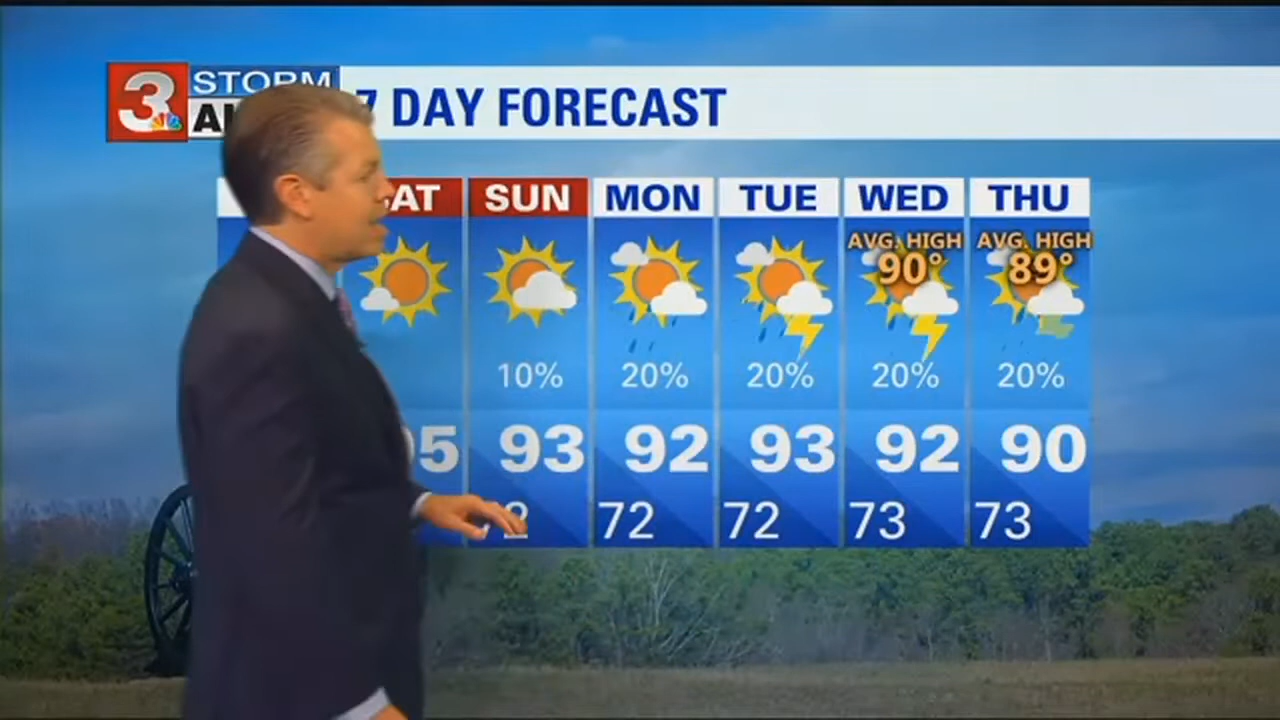 3 STORM
7 DAY FORECAST
SUN MON TUE WED THU
AVG. HIGH AVG. HIGH
90° 89°
10% 20% 20% 20% 20%
93 92 93 92 90
72 72 73 73